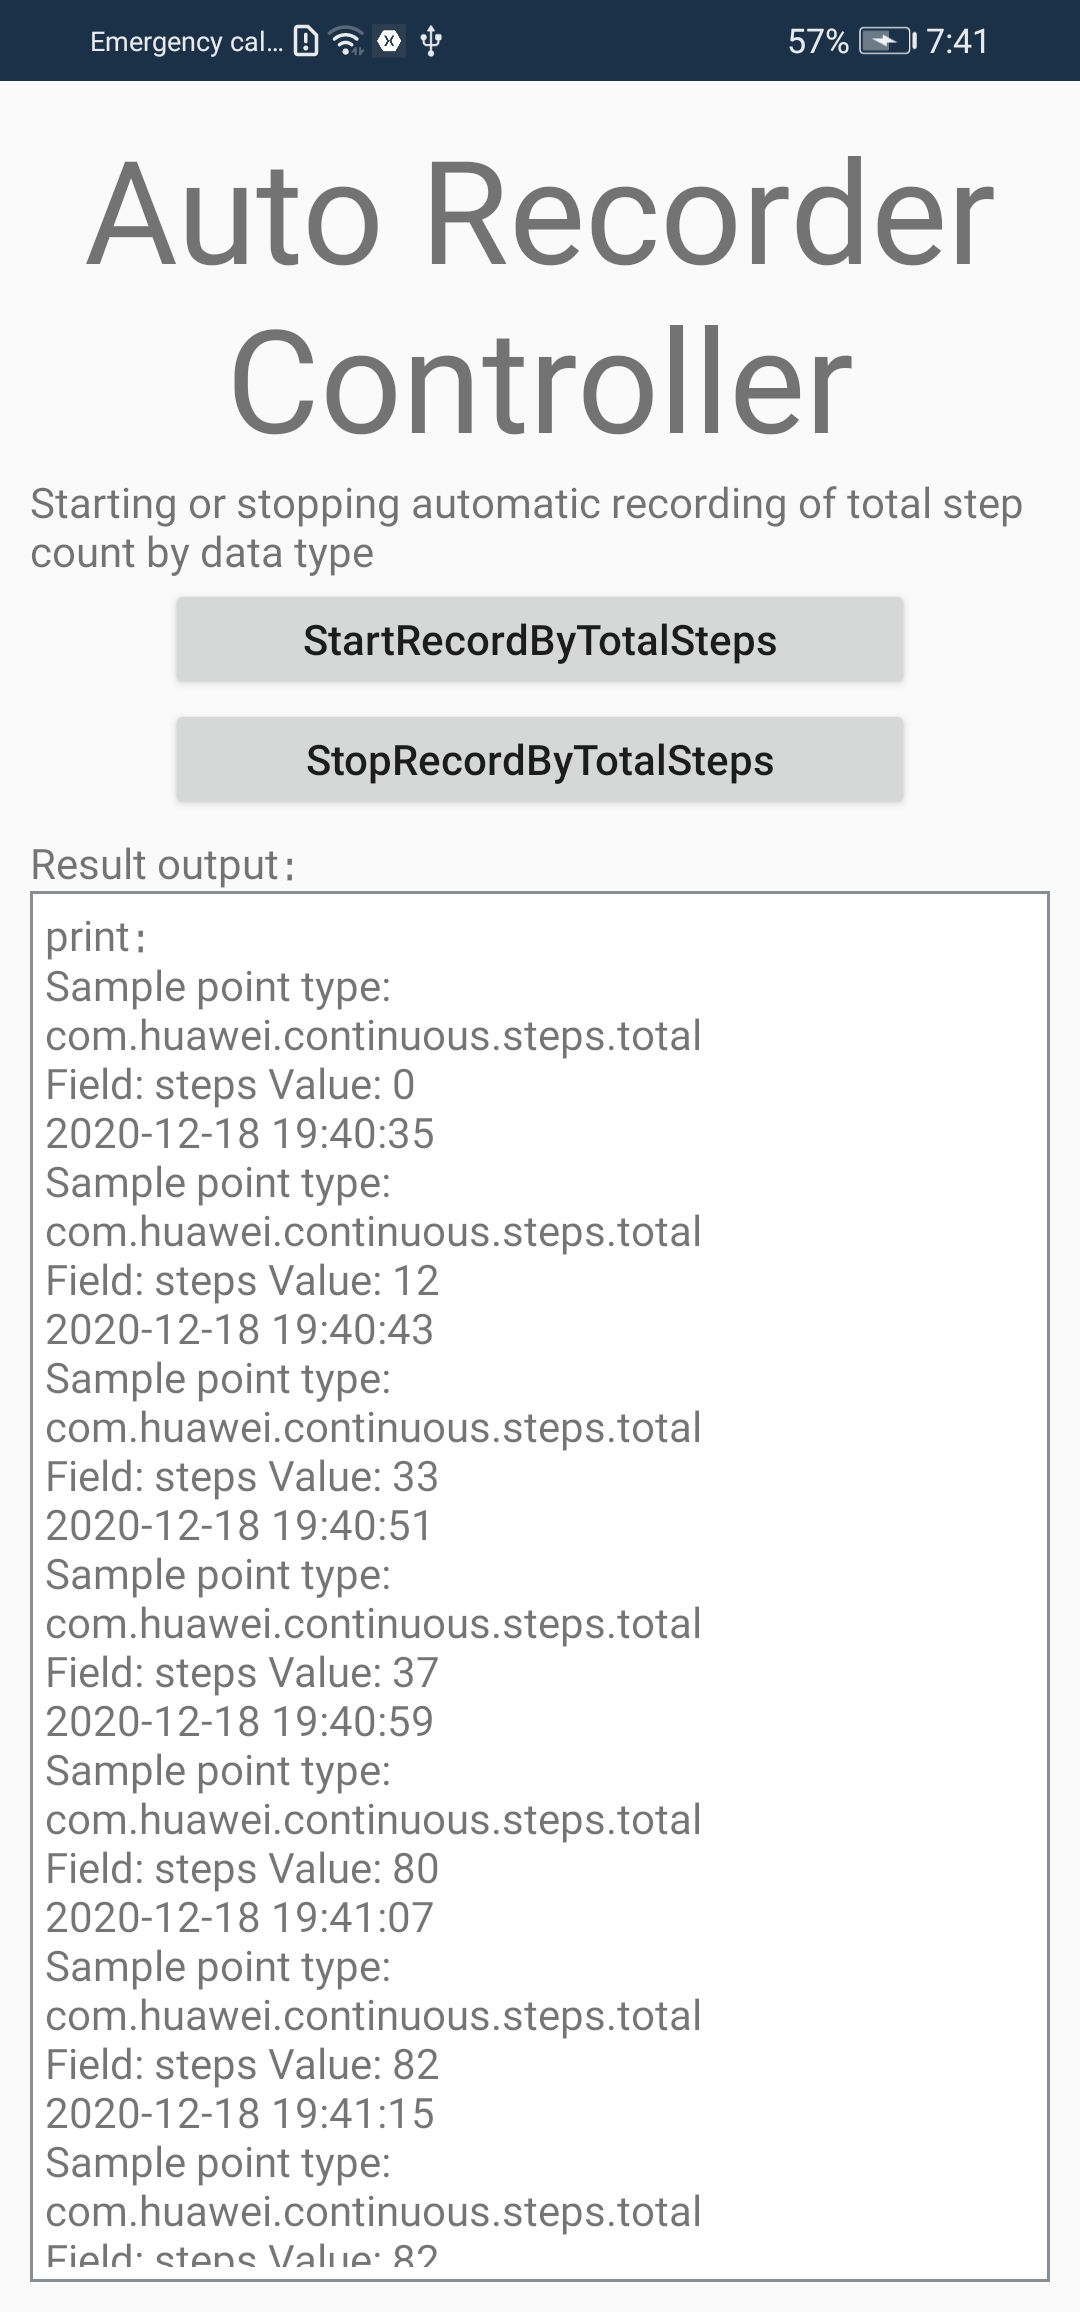 Emergency cal... 57% 7:41
Auto Recorder
Controller
Starting or stopping automatic recording of total step
count by data type
StartRecordByTotalSteps
StopRecordByTotalSteps
Result output:
print:
Sample point type:
com.huawei.continuous.steps.total
Field: steps Value: 0
2020-12-18 19:40:35
Sample point type:
com.huawei.continuous.steps.total
Field: steps Value: 12
2020-12-18 19:40:43
Sample point type:
com.huawei.continuous.steps.total
Field: steps Value: 33
2020-12-18 19:40:51
Sample point type:
com.huawei.continuous.steps.total
Field: steps Value: 37
2020-12-18 19:40:59
Sample point type:
com.huawei.continuous.steps.total
Field: steps Value: 80
2020-12-18 19:41:07
Sample point type:
com.huawei.continuous.steps.total
Field: steps Value: 82
2020-12-18 19:41:15
Sample point type:
com.huawei.continuous.steps.total
Field: steps Value: 82